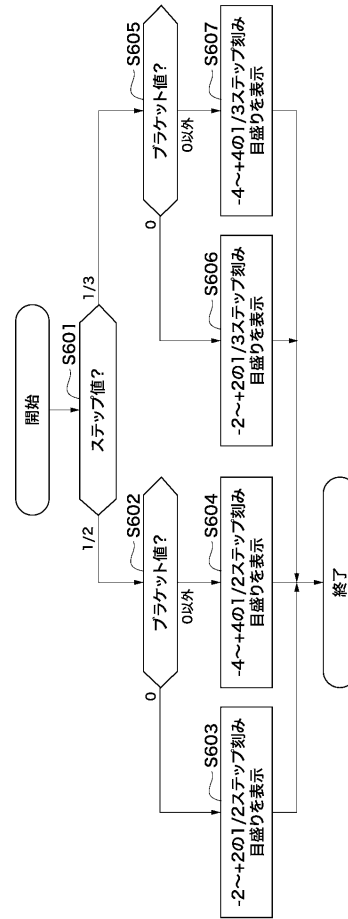 開始
S601
ステップ値?
1/2
1/3
S602
ブラケット値?
0
0以外
S605
ブラケット値?
0
0以外
S603
-2～+2の1/2ステップ刻み
目盛りを表示
S604
-4～+4の1/2ステップ刻み
目盛りを表示
S606
-2～+2の1/3ステップ刻み
目盛りを表示
S607
-4～+4の1/3ステップ刻み
目盛りを表示
終了